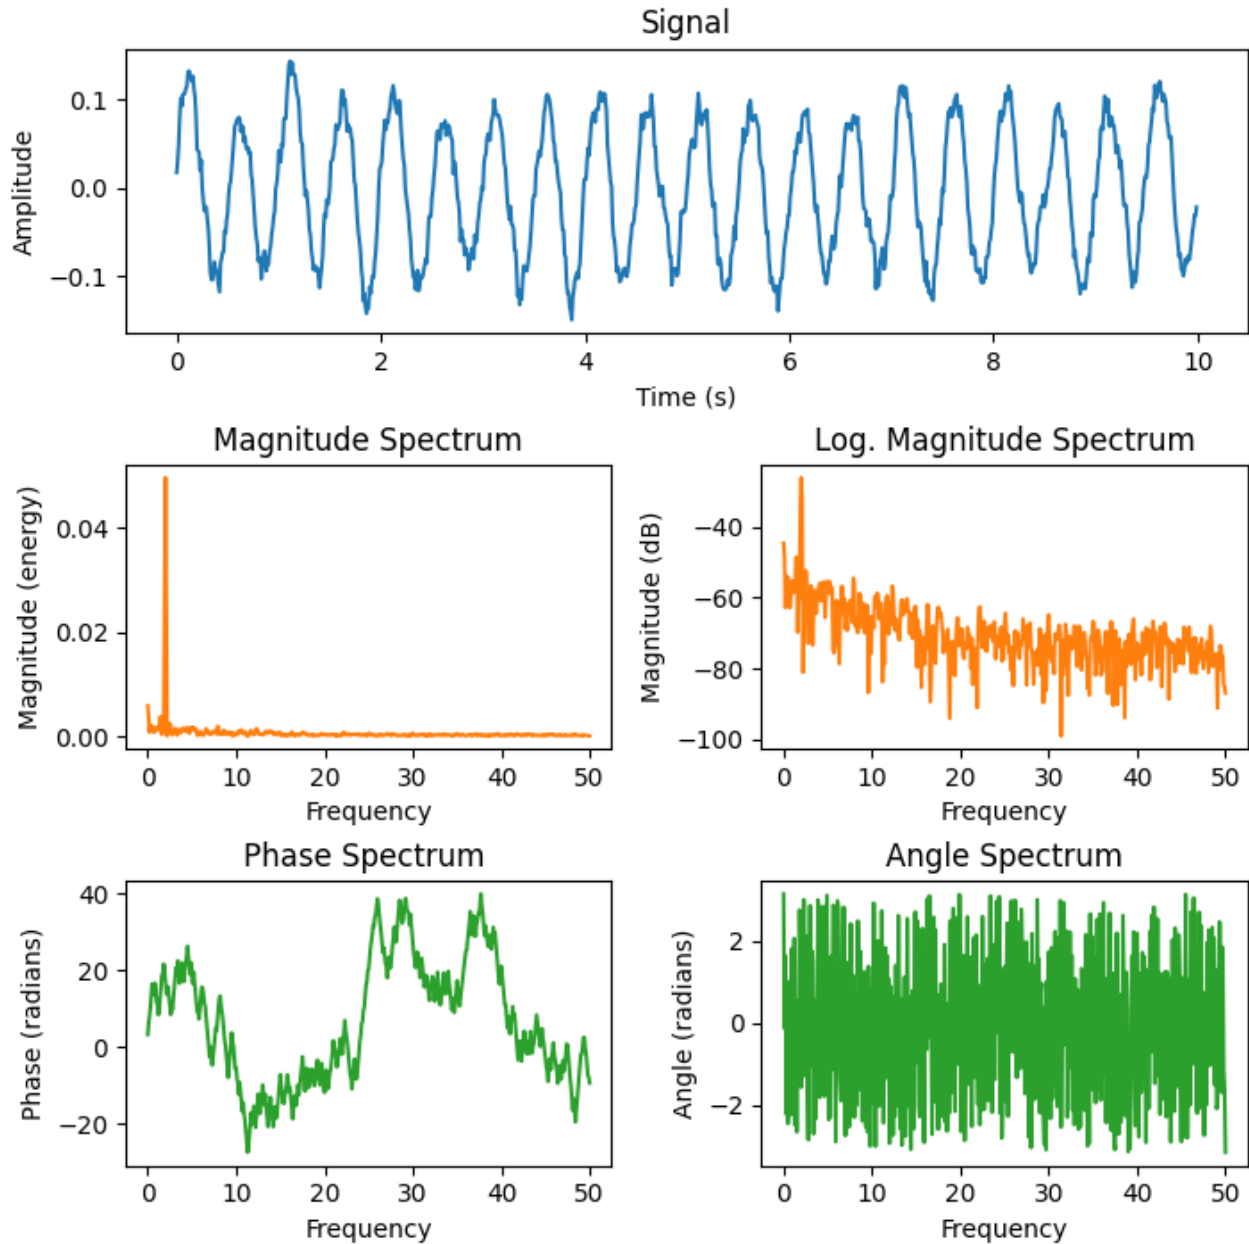 Signal
Amplitude
0.1
0.0
−0.1
0 2 4 6 8 10
Time (s)
Magnitude Spectrum
Magnitude (energy)
0.04
0.02
0.00
0 10 20 30 40 50
Frequency
Log. Magnitude Spectrum
Magnitude (dB)
−40
−60
−80
−100
0 10 20 30 40 50
Frequency
Phase Spectrum
Phase (radians)
40
20
0
−20
0 10 20 30 40 50
Frequency
Angle Spectrum
Angle (radians)
2
0
−2
0 10 20 30 40 50
Frequency